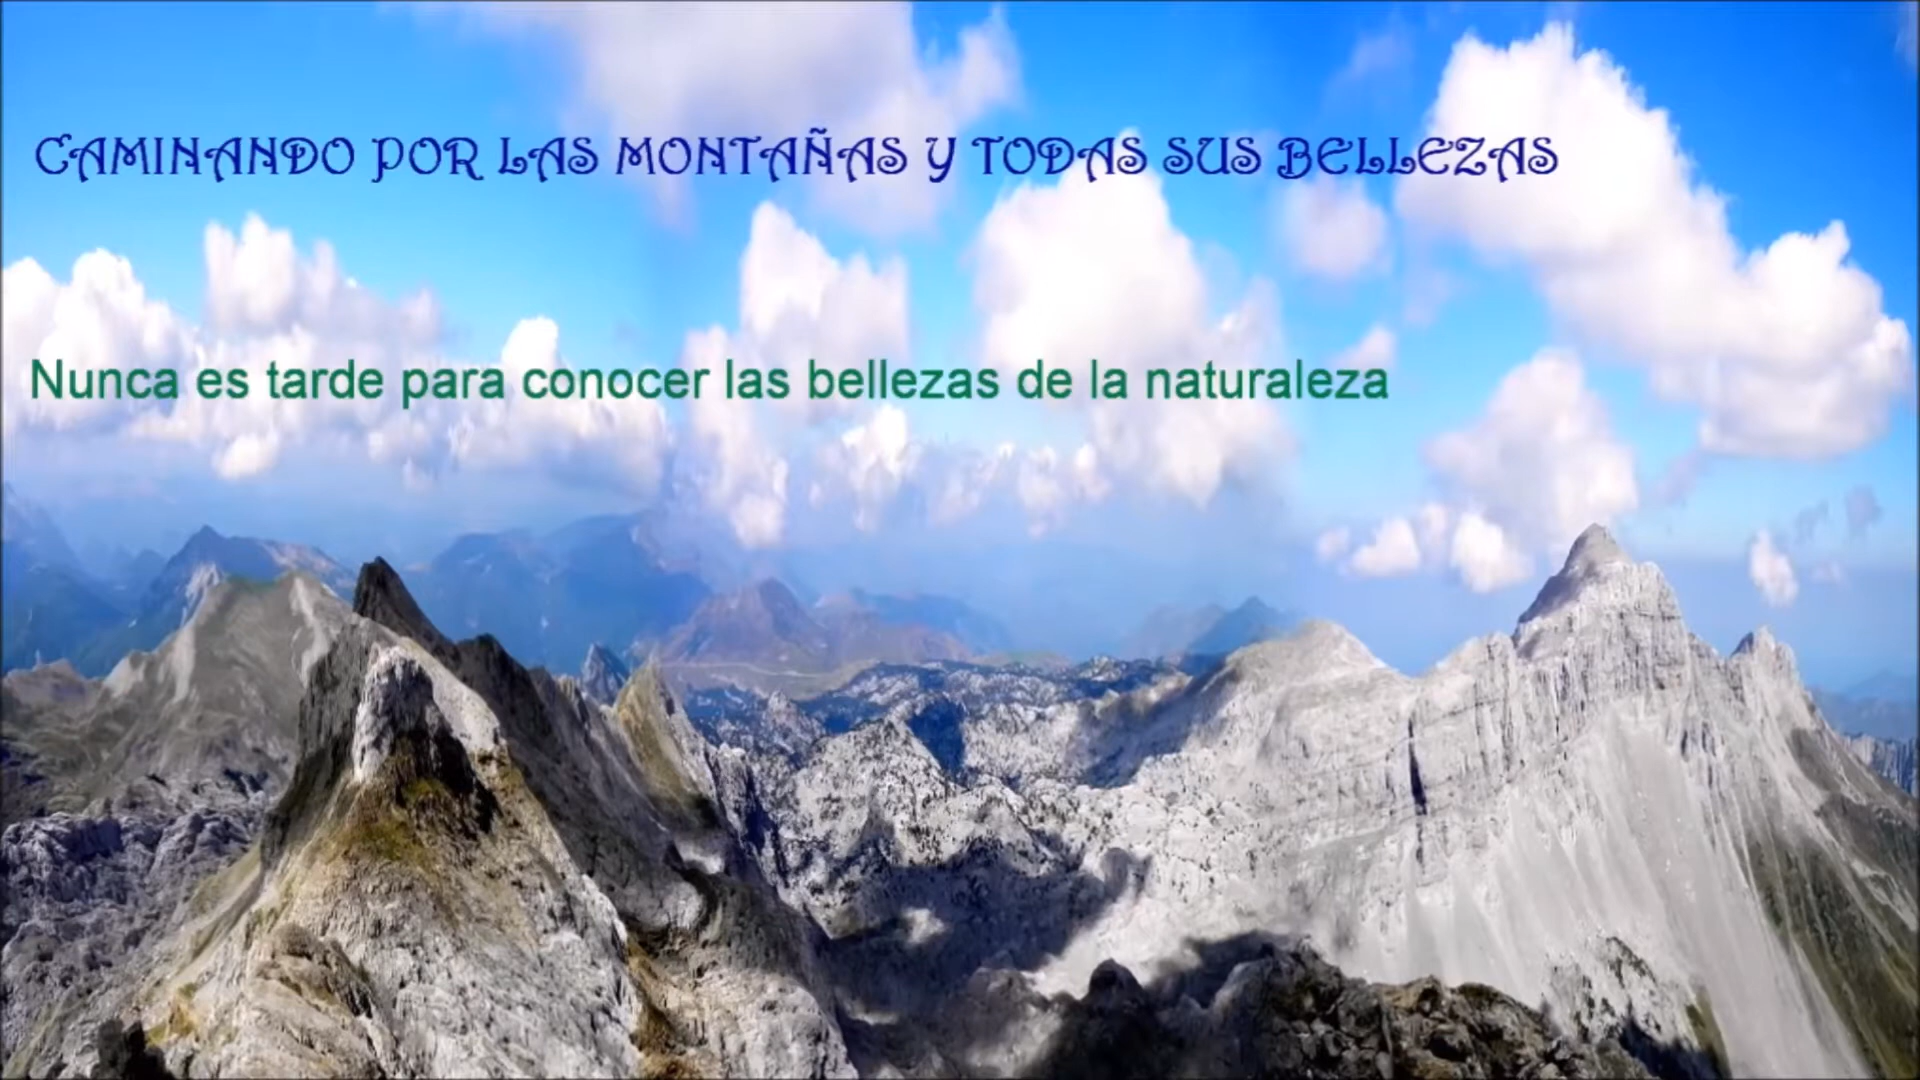 CAMINANDO POR LAS MONTAÑAS Y TODAS SUS BELLEZAS
Nunca es tarde para conocer las bellezas de la naturaleza